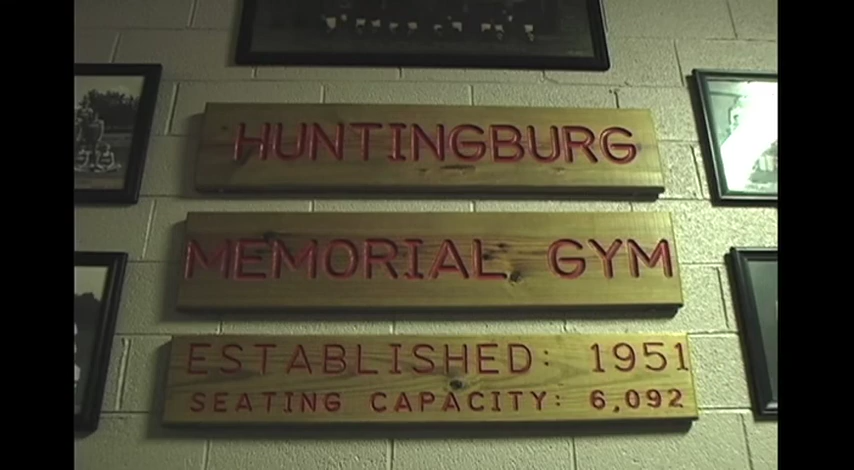 HUNTINGBURG
MEMORIAL GYM
ESTABLISHED: 1951
SEATING CAPACITY: 6,092